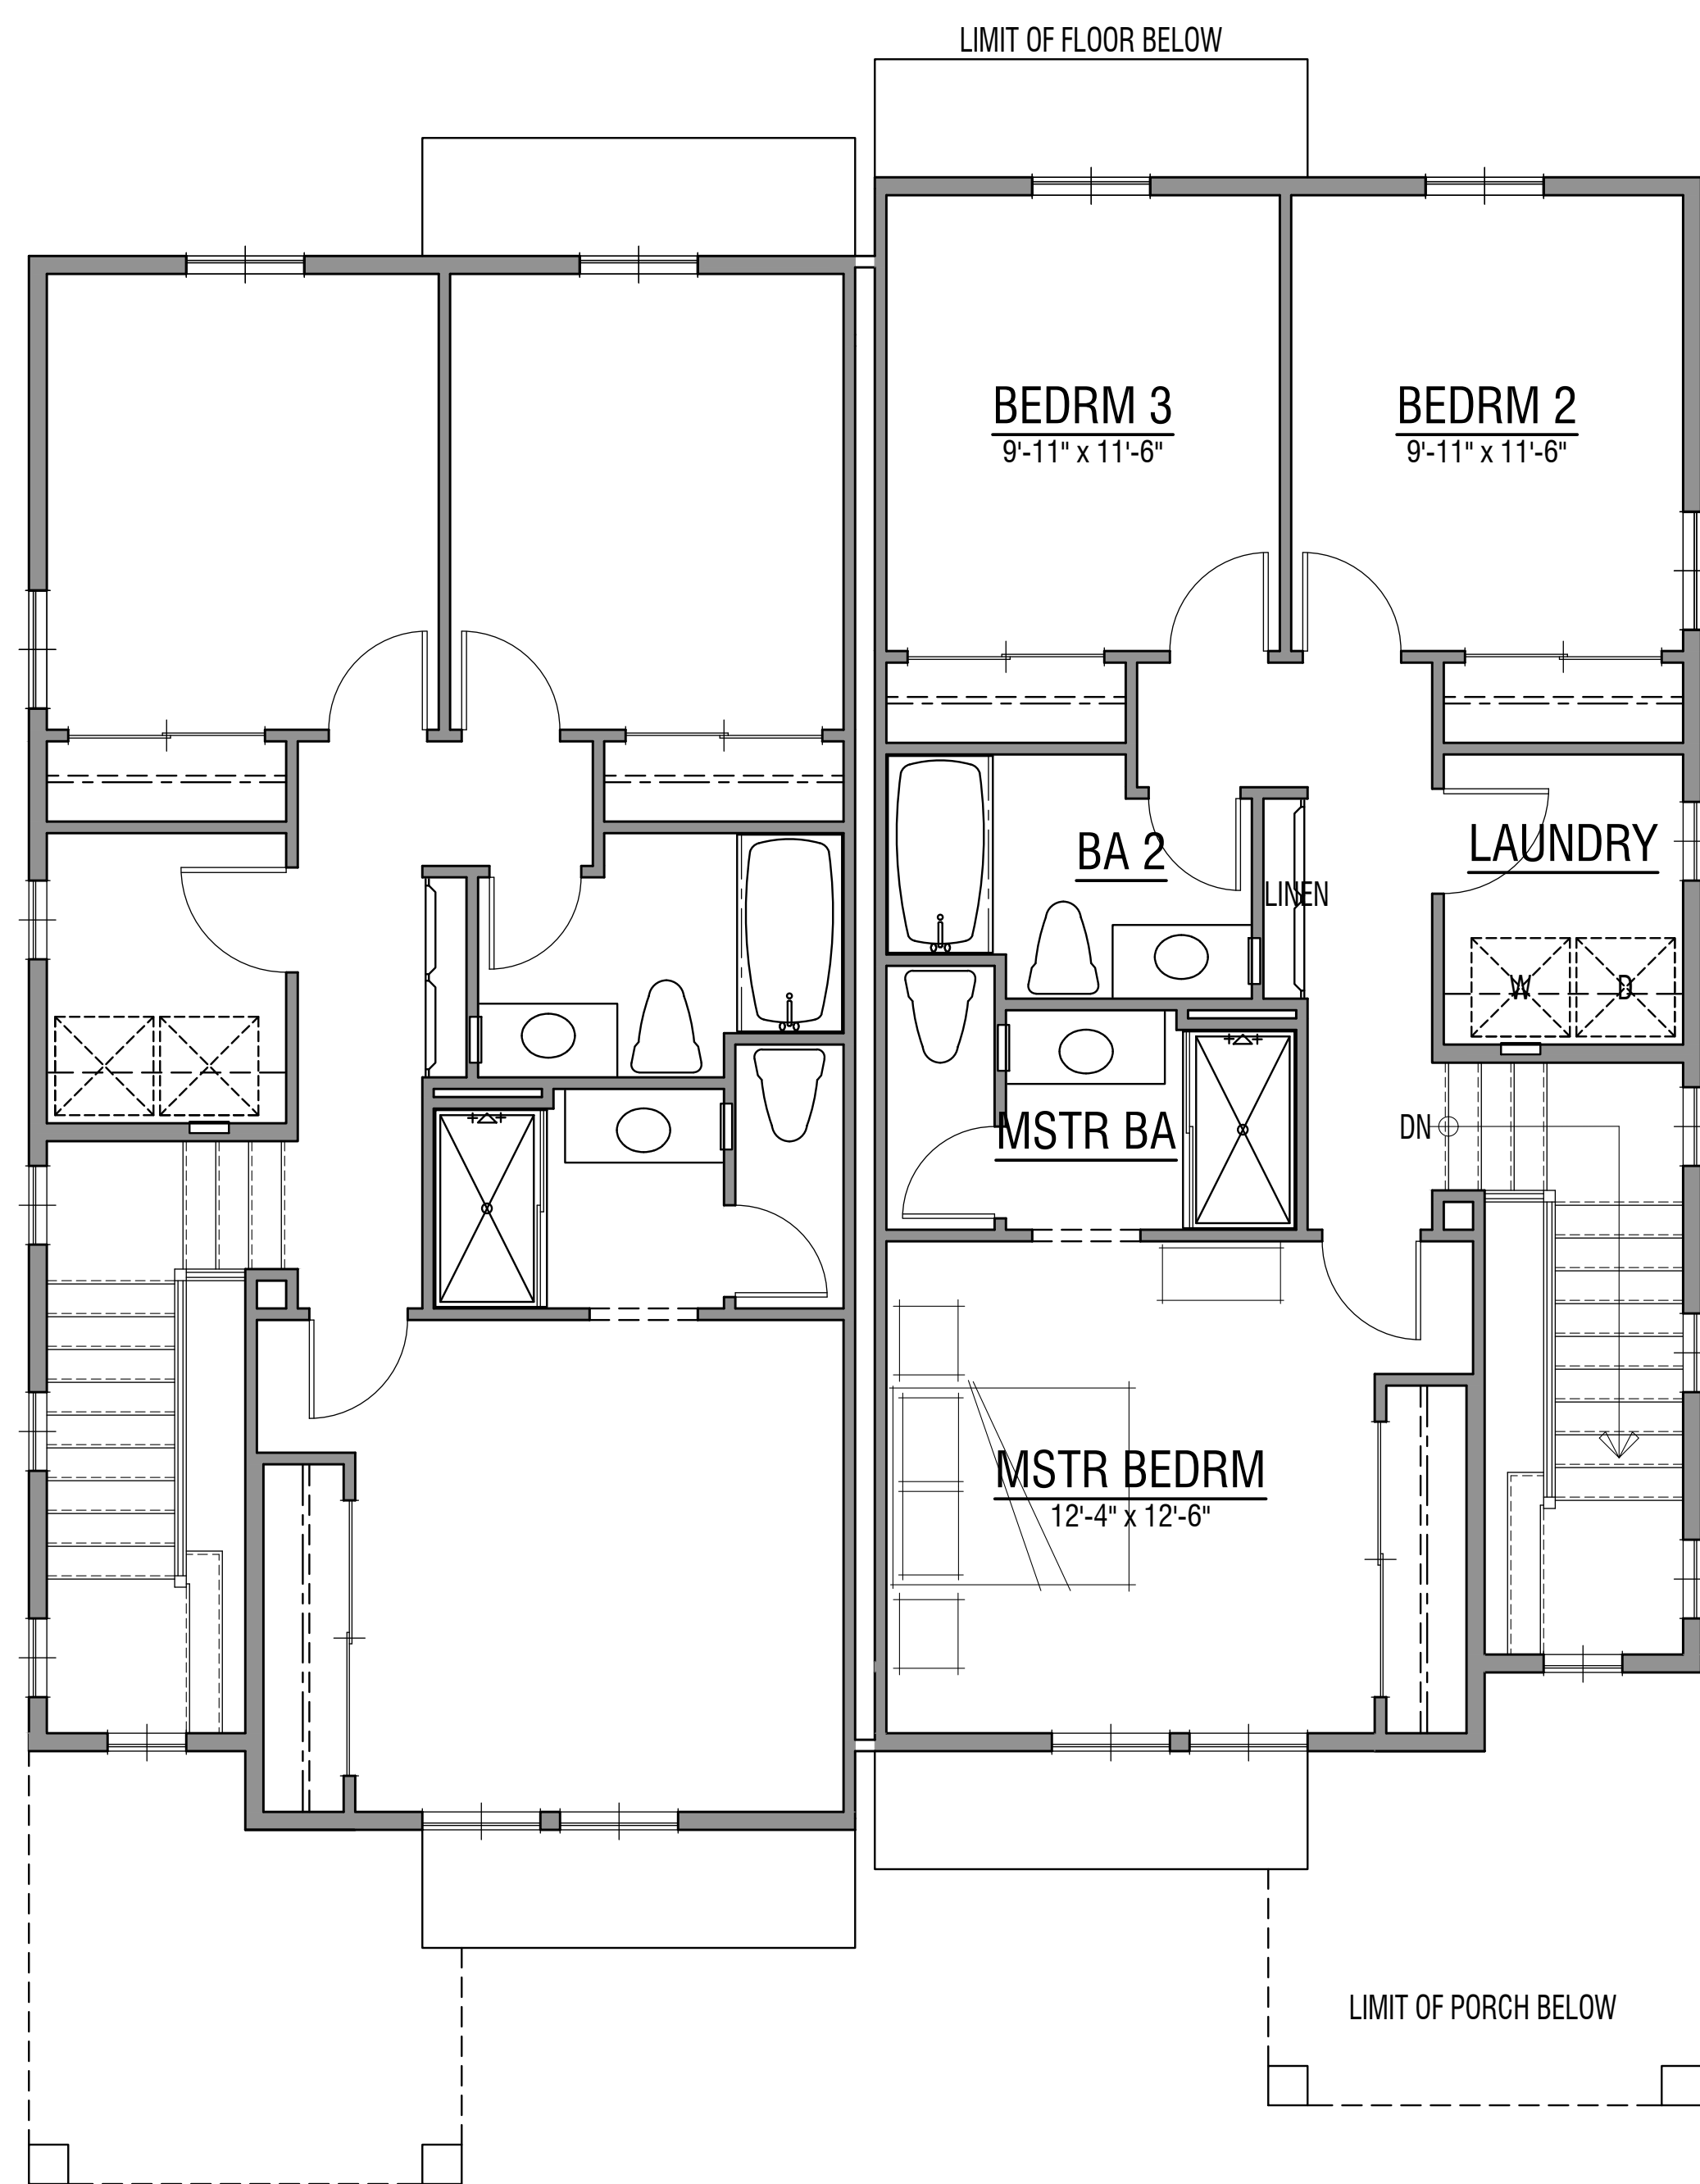 LIMIT OF FLOOR BELOW
BEDRM 3
9'-11" x 11'-6"
BEDRM 2
9'-11" x 11'-6"
BA 2
LAUNDRY
LINEN
W
D
MSTR BA
DN
MSTR BEDRM
12'-4" x 12'-6"
LIMIT OF PORCH BELOW